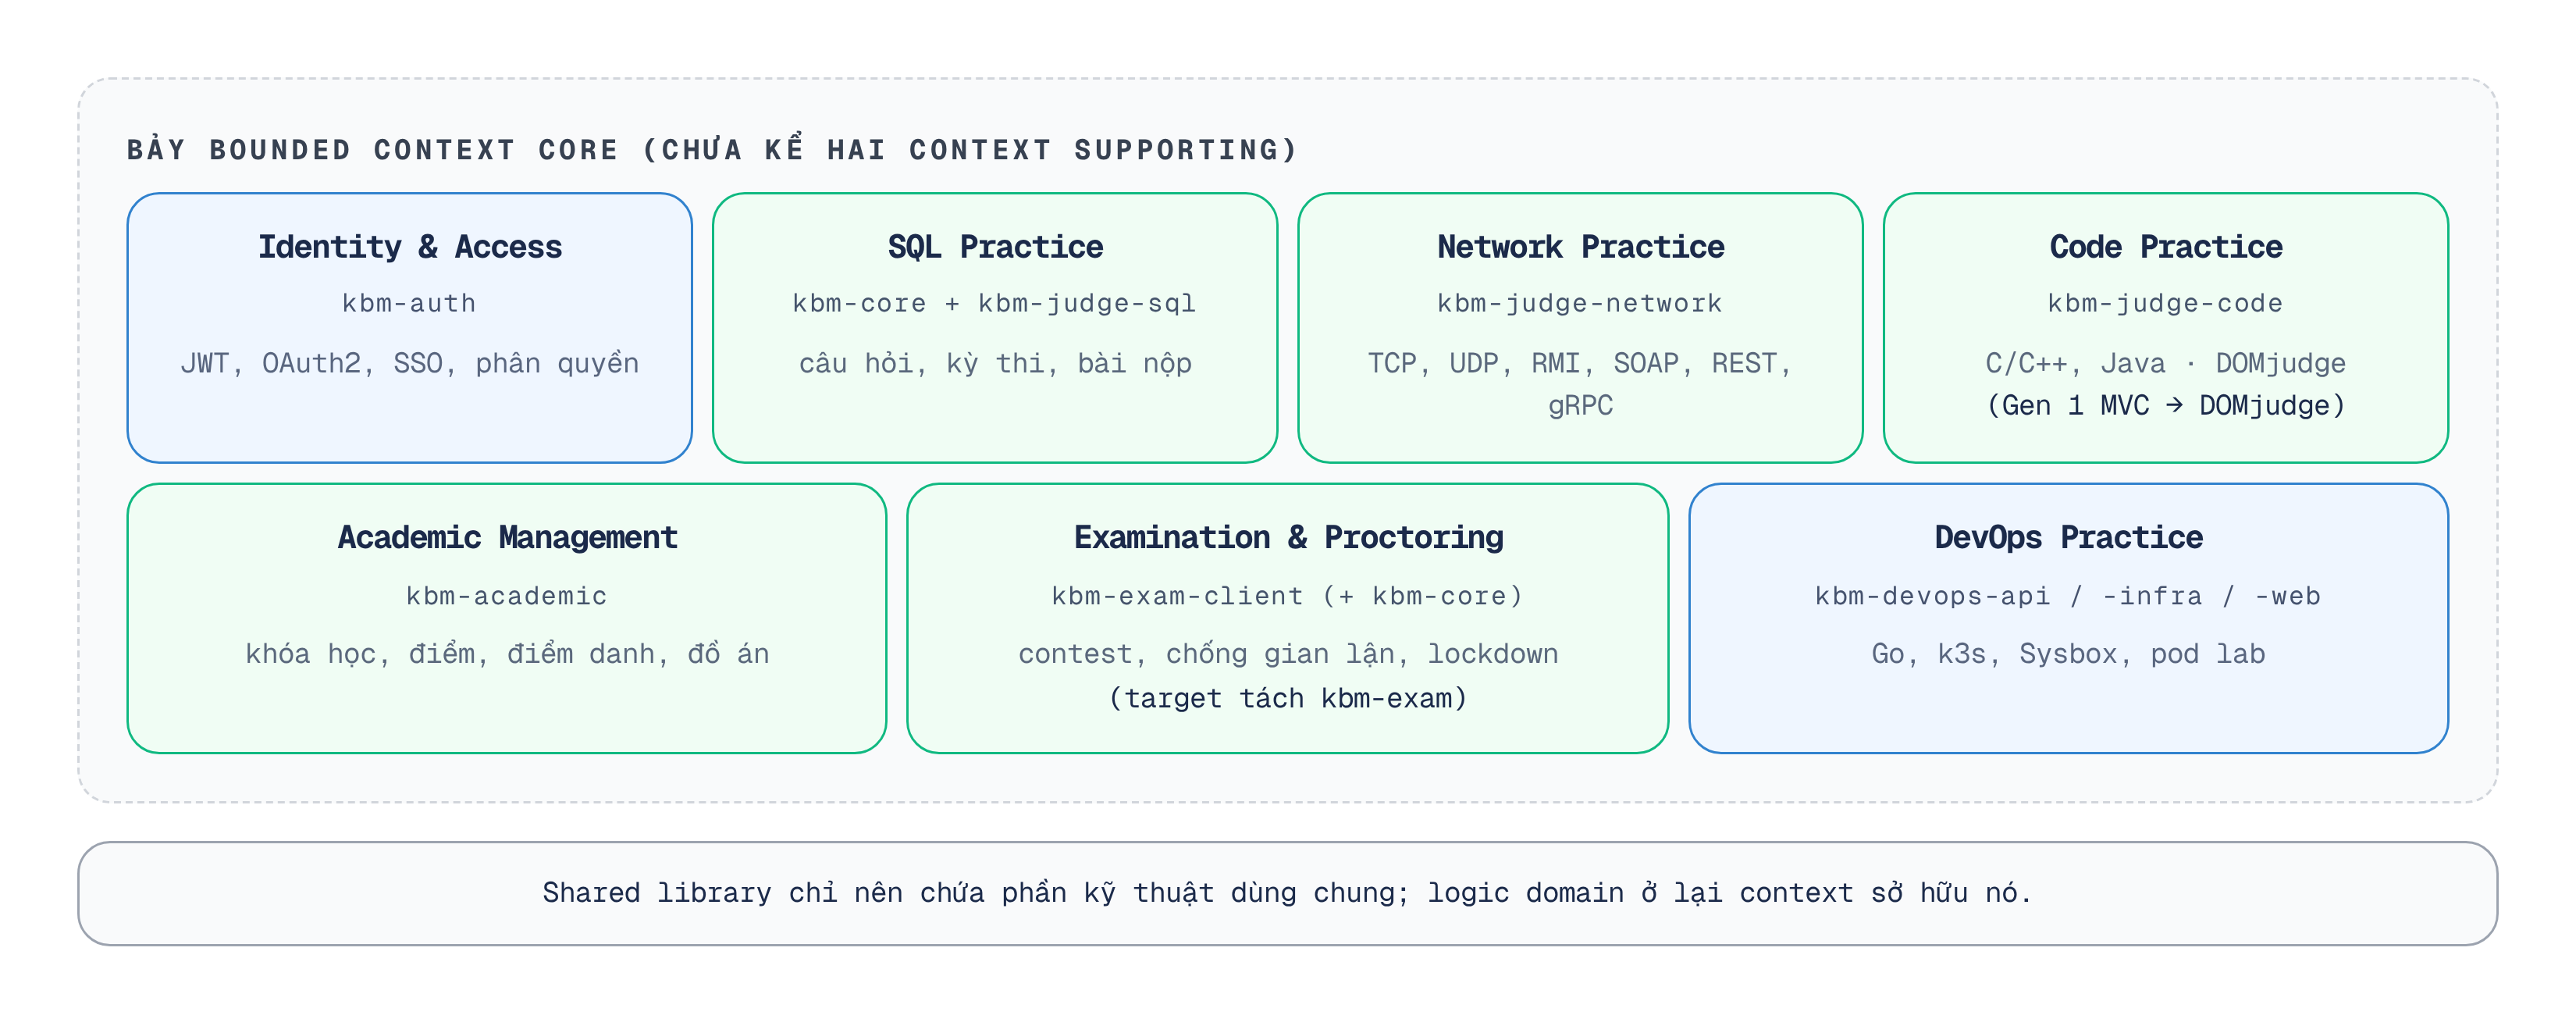 BẢY BOUNDED CONTEXT CORE (CHƯA KỂ HAI CONTEXT SUPPORTING)
Identity & Access
kbm-auth
JWT, OAuth2, SSO, phân quyền
SQL Practice
kbm-core + kbm-judge-sql
câu hỏi, kỳ thi, bài nộp
Network Practice
kbm-judge-network
TCP, UDP, RMI, SOAP, REST,
gRPC
Code Practice
kbm-judge-code
C/C++, Java · DOMjudge
(Gen 1 MVC → DOMjudge)
Academic Management
kbm-academic
khóa học, điểm, điểm danh, đồ án
Examination & Proctoring
kbm-exam-client (+ kbm-core)
contest, chống gian lận, lockdown
(target tách kbm-exam)
DevOps Practice
kbm-devops-api / -infra / -web
Go, k3s, Sysbox, pod lab
Shared library chỉ nên chứa phần kỹ thuật dùng chung; logic domain ở lại context sở hữu nó.